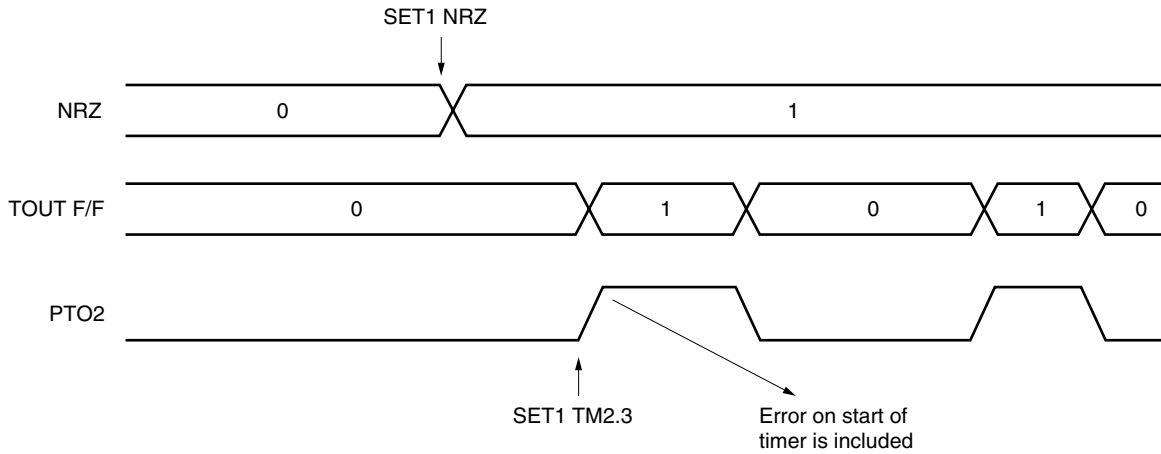 SET1 NRZ
NRZ
0
1
TOUT F/F
0
1
0
1
0
PTO2
SET1 TM2.3
Error on start of
timer is included